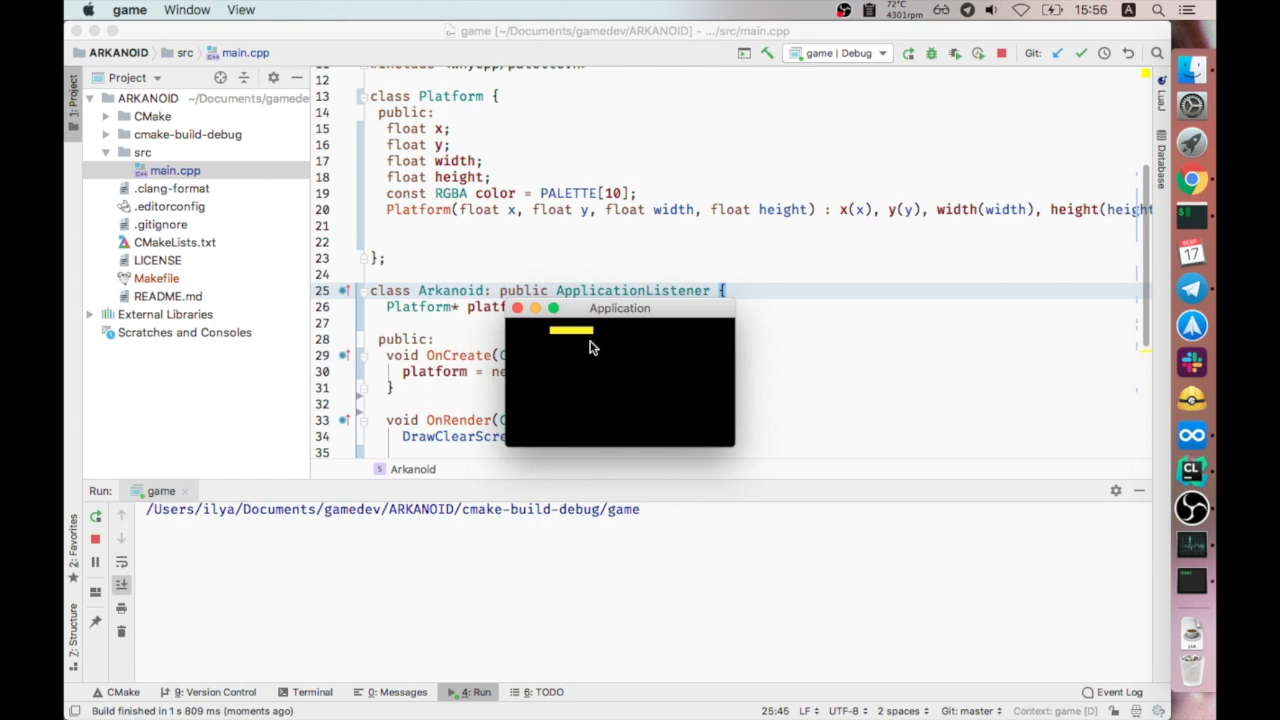 game Window View 72°C 4301rpm 15:56 A
game [~/Documents/gamedev/ARKANOID] - .../src/main.cpp
ARKANOID src main.cpp game | Debug Git:
1: Project
Project
ARKANOID ~/Documents/gamede
CMake
cmake-build-debug
src
main.cpp
.clang-format
.editorconfig
.gitignore
CMakeLists.txt
LICENSE
Makefile
README.md
External Libraries
Scratches and Consoles
12
13 class Platform {
14 public:
15 float x;
16 float y;
17 float width;
18 float height;
19 const RGBA color = PALETTE[10];
20 Platform(float x, float y, float width, float height) : x(x), y(y), width(width), height(height
21
22
23 };
24
25 class Arkanoid: public ApplicationListener {
26 Platform* platf
27
28 public:
29 void OnCreate(
30 platform = ne
31 }
32
33 void OnRender(
34 DrawClearScre
35
Application
Arkanoid
LuaJ
Database
17
CL
JAR
Run: game
/Users/ilya/Documents/gamedev/ARKANOID/cmake-build-debug/game
2: Favorites
7: Structure
CMake 9: Version Control Terminal 0: Messages 4: Run 6: TODO Event Log
Build finished in 1 s 809 ms (moments ago) 25:45 LF UTF-8 2 spaces Git: master Context: game [D]